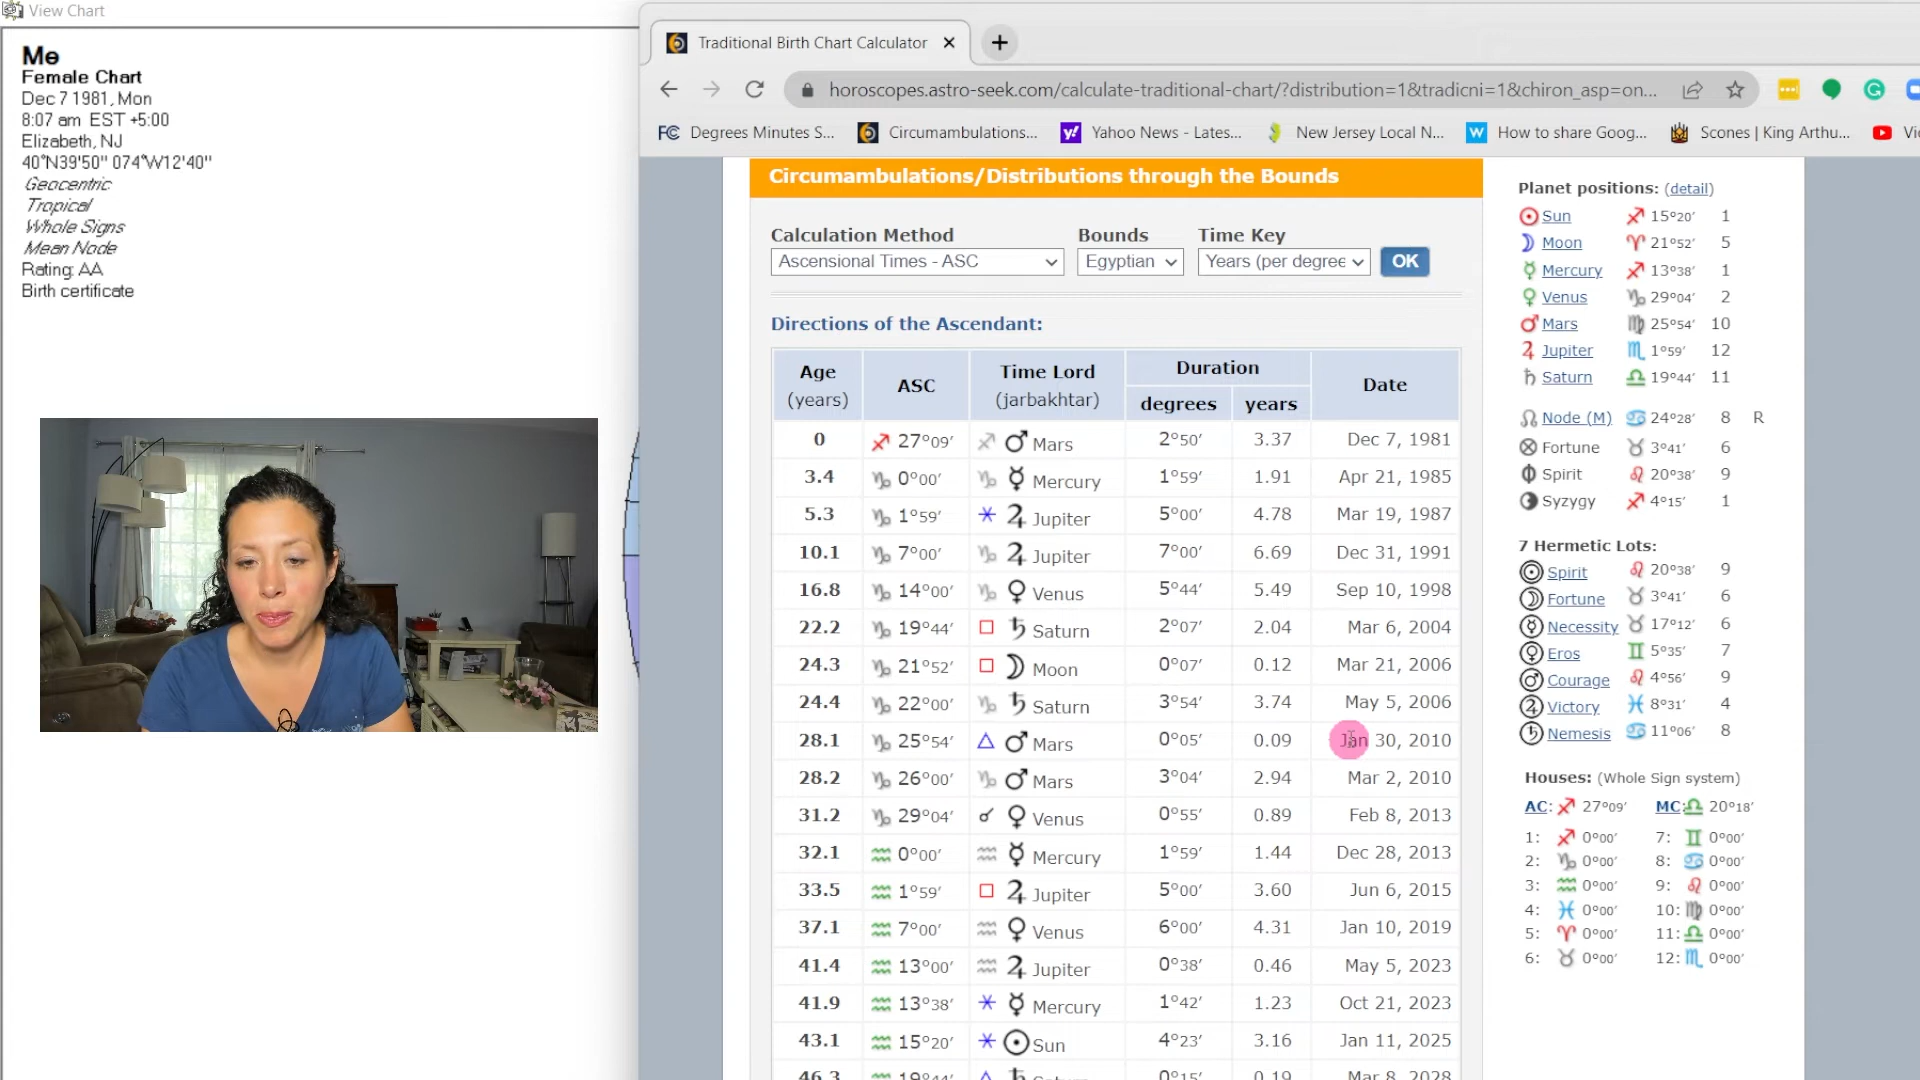 View Chart
Me
Female Chart
Dec 7 1981, Mon
8:07 am EST +5:00
Elizabeth, NJ
40°N39'50" 074°W12'40"
Geocentric
Tropical
Whole Signs
Mean Node
Rating: AA
Birth certificate
Traditional Birth Chart Calculator
horoscopes.astro-seek.com/calculate-traditional-chart/?distribution=1&tradicni=1&chiron_asp=on...
FC Degrees Minutes S... Circumambulations... y! Yahoo News - Lates... New Jersey Local N... W How to share Goog... Scones | King Arthu...
Circumambulations/Distributions through the Bounds
Calculation Method Bounds Time Key
Ascensional Times - ASC Egyptian Years (per degree OK
Directions of the Ascendant:
Age (years) ASC Time Lord (jarbakhtar) Duration degrees years Date
0 ♐ 27°09' ♐ ♂ Mars 2°50' 3.37 Dec 7, 1981
3.4 ♑ 0°00' ♑ ☿ Mercury 1°59' 1.91 Apr 21, 1985
5.3 ♑ 1°59' ⚹ ♃ Jupiter 5°00' 4.78 Mar 19, 1987
10.1 ♑ 7°00' ♑ ♃ Jupiter 7°00' 6.69 Dec 31, 1991
16.8 ♑ 14°00' ♑ ♀ Venus 5°44' 5.49 Sep 10, 1998
22.2 ♑ 19°44' □ ♄ Saturn 2°07' 2.04 Mar 6, 2004
24.3 ♑ 21°52' □ ☽ Moon 0°07' 0.12 Mar 21, 2006
24.4 ♑ 22°00' ♑ ♄ Saturn 3°54' 3.74 May 5, 2006
28.1 ♑ 25°54' △ ♂ Mars 0°05' 0.09 Jan 30, 2010
28.2 ♑ 26°00' ♑ ♂ Mars 3°04' 2.94 Mar 2, 2010
31.2 ♑ 29°04' ☌ ♀ Venus 0°55' 0.89 Feb 8, 2013
32.1 ♒ 0°00' ♒ ☿ Mercury 1°59' 1.44 Dec 28, 2013
33.5 ♒ 1°59' □ ♃ Jupiter 5°00' 3.60 Jun 6, 2015
37.1 ♒ 7°00' ♒ ♀ Venus 6°00' 4.31 Jan 10, 2019
41.4 ♒ 13°00' ♒ ♃ Jupiter 0°38' 0.46 May 5, 2023
41.9 ♒ 13°38' ⚹ ☿ Mercury 1°42' 1.23 Oct 21, 2023
43.1 ♒ 15°20' ⚹ ☉ Sun 4°23' 3.16 Jan 11, 2025
46.3 ♒ 19°44' △ ♄ Saturn 0°15' 0.19 Mar 8, 2028
Planet positions: (detail)
Sun ♐ 15°20' 1
Moon ♈ 21°52' 5
Mercury ♐ 13°38' 1
Venus ♑ 29°04' 2
Mars ♍ 25°54' 10
Jupiter ♏ 1°59' 12
Saturn ♎ 19°44' 11
Node (M) ♋ 24°28' 8 R
Fortune ♉ 3°41' 6
Spirit ♌ 20°38' 9
Syzygy ♐ 4°15' 1
7 Hermetic Lots:
Spirit ♌ 20°38' 9
Fortune ♉ 3°41' 6
Necessity ♉ 17°12' 6
Eros ♊ 5°35' 7
Courage ♌ 4°56' 9
Victory ♓ 8°31' 4
Nemesis ♋ 11°06' 8
Houses: (Whole Sign system)
AC: ♐ 27°09' MC: ♎ 20°18'
1: ♐ 0°00' 7: ♊ 0°00'
2: ♑ 0°00' 8: ♋ 0°00'
3: ♒ 0°00' 9: ♌ 0°00'
4: ♓ 0°00' 10: ♍ 0°00'
5: ♈ 0°00' 11: ♎ 0°00'
6: ♉ 0°00' 12: ♏ 0°00'